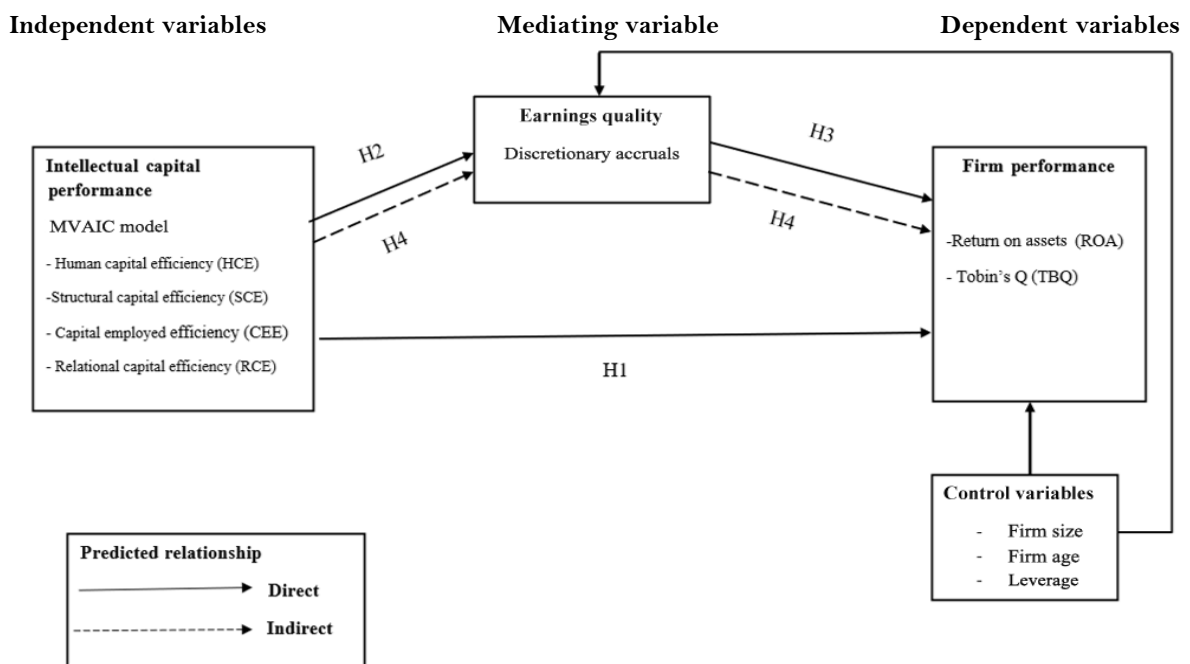 Independent variables
Mediating variable
Dependent variables
Earnings quality
Discretionary accruals
H2
H3
H4
H4
Intellectual capital
performance
MVAIC model
- Human capital efficiency (HCE)
-Structural capital efficiency (SCE)
- Capital employed efficiency (CEE)
- Relational capital efficiency (RCE)
Firm performance
-Return on assets (ROA)
- Tobin's Q (TBQ)
H1
Control variables
- Firm size
- Firm age
- Leverage
Predicted relationship
Direct
Indirect